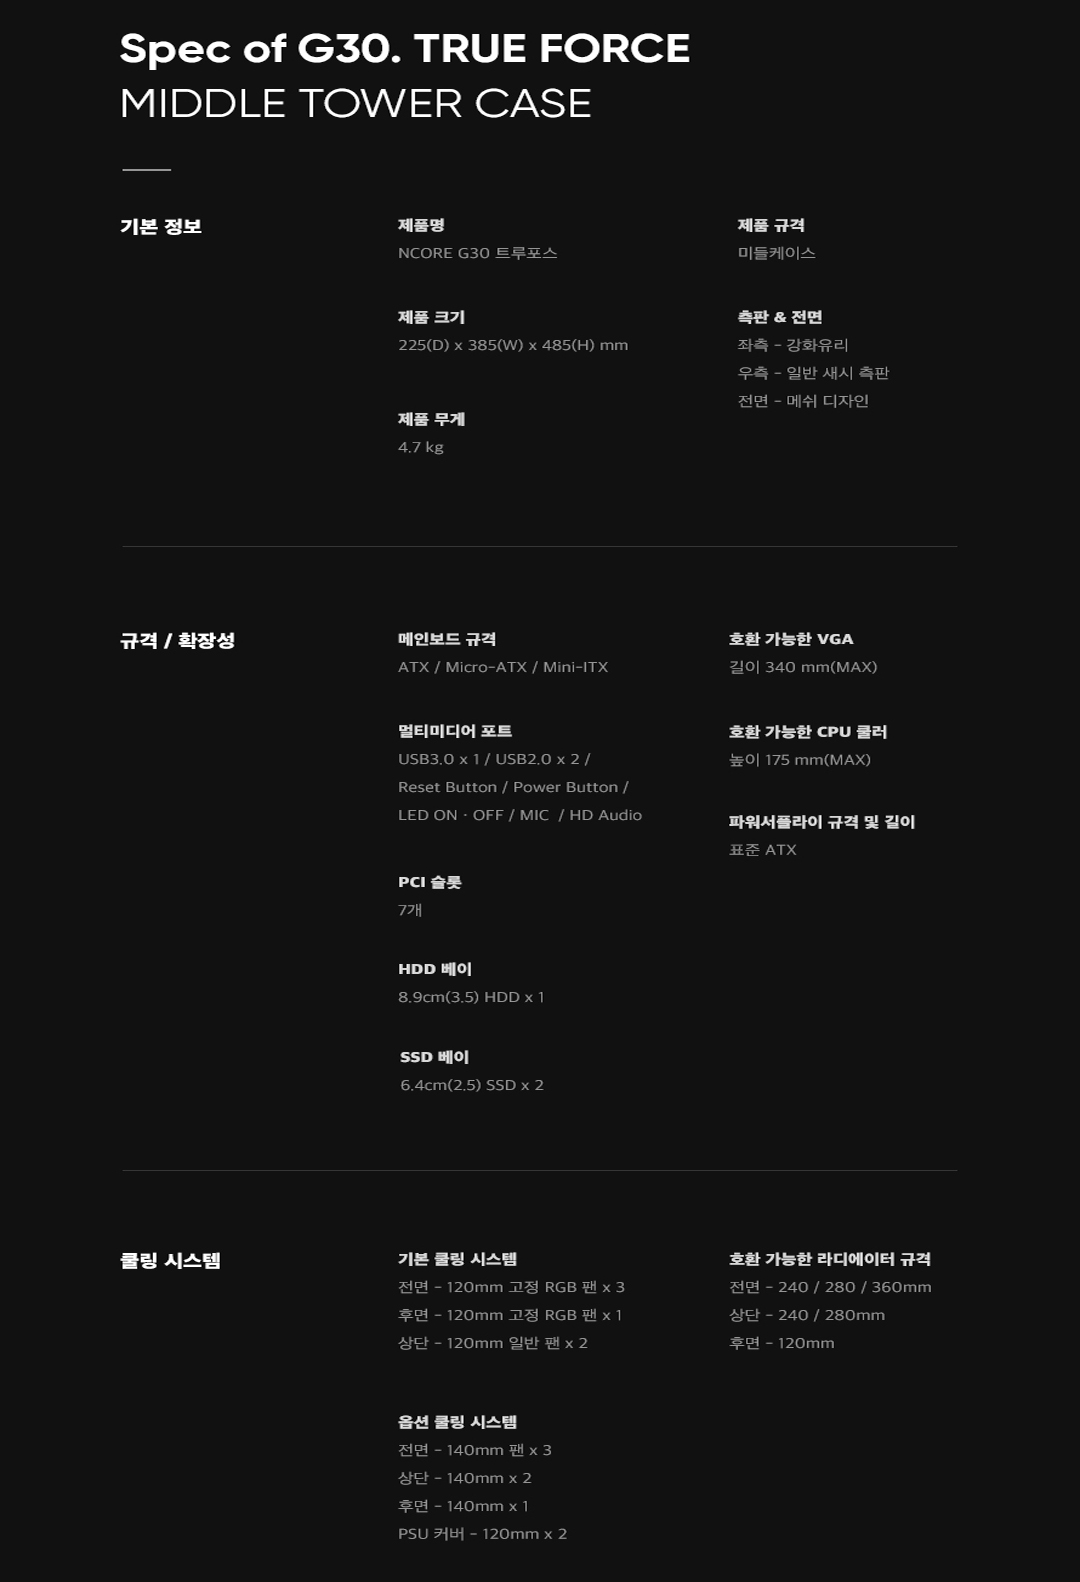 Spec of G30. TRUE FORCE
MIDDLE TOWER CASE
기본 정보
제품명
NCORE G30 트루포스
제품 크기
225(D) x 385(W) x 485(H) mm
제품 무게
4.7 kg
제품 규격
미들케이스
측판 & 전면
좌측 - 강화유리
우측 - 일반 새시 측판
전면 - 메쉬 디자인
규격 / 확장성
메인보드 규격
ATX / Micro-ATX / Mini-ITX
멀티미디어 포트
USB3.0 x 1 / USB2.0 x 2 /
Reset Button / Power Button /
LED ON · OFF / MIC / HD Audio
PCI 슬롯
7개
HDD 베이
8.9cm(3.5) HDD x 1
SSD 베이
6.4cm(2.5) SSD x 2
호환 가능한 VGA
길이 340 mm(MAX)
호환 가능한 CPU 쿨러
높이 175 mm(MAX)
파워서플라이 규격 및 길이
표준 ATX
쿨링 시스템
기본 쿨링 시스템
전면 - 120mm 고정 RGB 팬 x 3
후면 - 120mm 고정 RGB 팬 x 1
상단 - 120mm 일반 팬 x 2
옵션 쿨링 시스템
전면 - 140mm 팬 x 3
상단 - 140mm x 2
후면 - 140mm x 1
PSU 커버 - 120mm x 2
호환 가능한 라디에이터 규격
전면 - 240 / 280 / 360mm
상단 - 240 / 280mm
후면 - 120mm